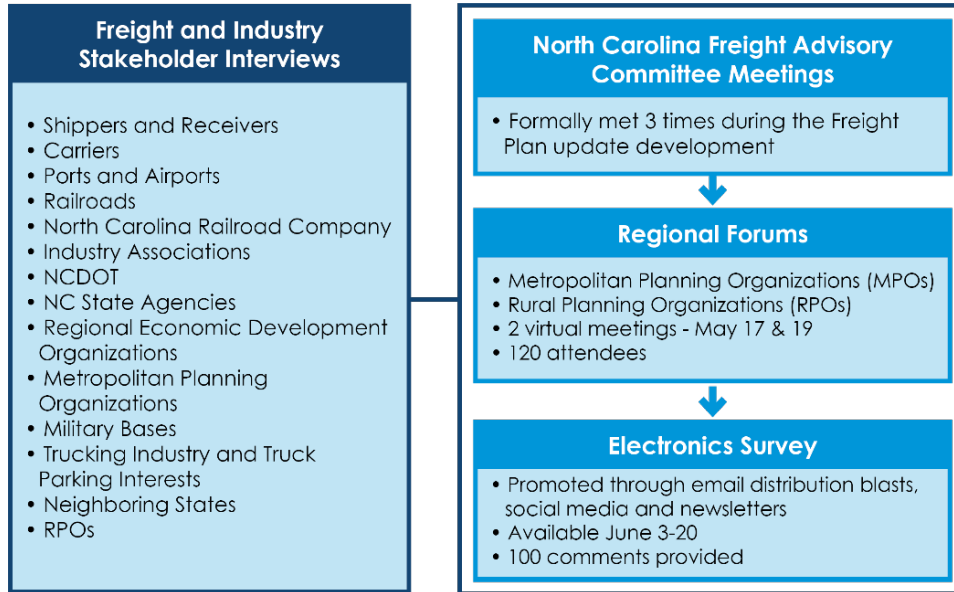 Freight and Industry
Stakeholder Interviews
• Shippers and Receivers
• Carriers
• Ports and Airports
• Railroads
• North Carolina Railroad Company
• Industry Associations
• NCDOT
• NC State Agencies
• Regional Economic Development
Organizations
• Metropolitan Planning
Organizations
• Military Bases
• Trucking Industry and Truck
Parking Interests
• Neighboring States
• RPOs
North Carolina Freight Advisory
Committee Meetings
• Formally met 3 times during the Freight
Plan update development
Regional Forums
• Metropolitan Planning Organizations (MPOs)
• Rural Planning Organizations (RPOs)
• 2 virtual meetings - May 17 & 19
• 120 attendees
Electronics Survey
• Promoted through email distribution blasts,
social media and newsletters
• Available June 3-20
• 100 comments provided